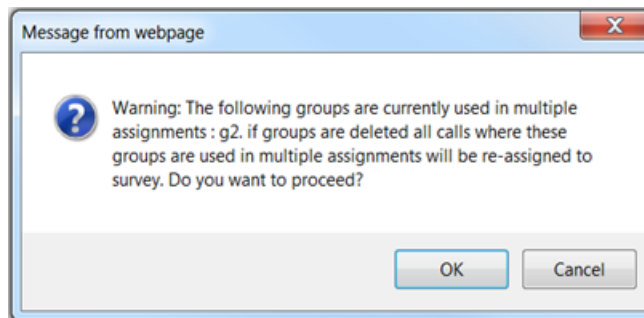 Message from webpage
X
Warning: The following groups are currently used in multiple
assignments : g2. if groups are deleted all calls where these
groups are used in multiple assignments will be re-assigned to
survey. Do you want to proceed?
OK
Cancel